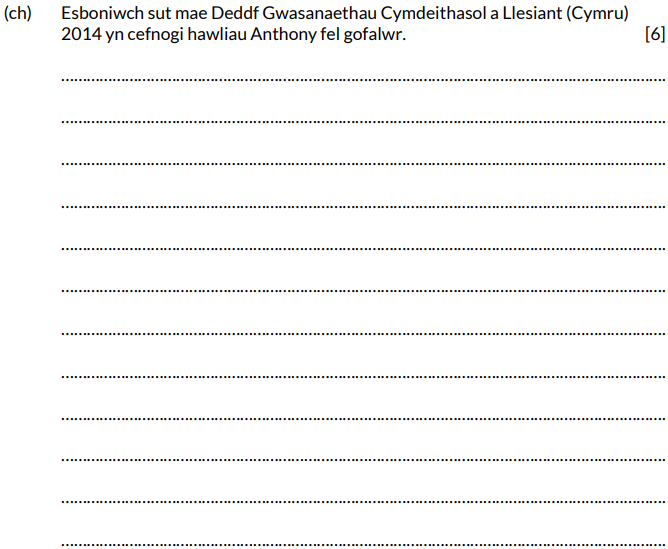 (ch) Esboniwch sut mae Deddf Gwasanaethau Cymdeithasol a Llesiant (Cymru)
2014 yn cefnogi hawliau Anthony fel gofalwr. [6]